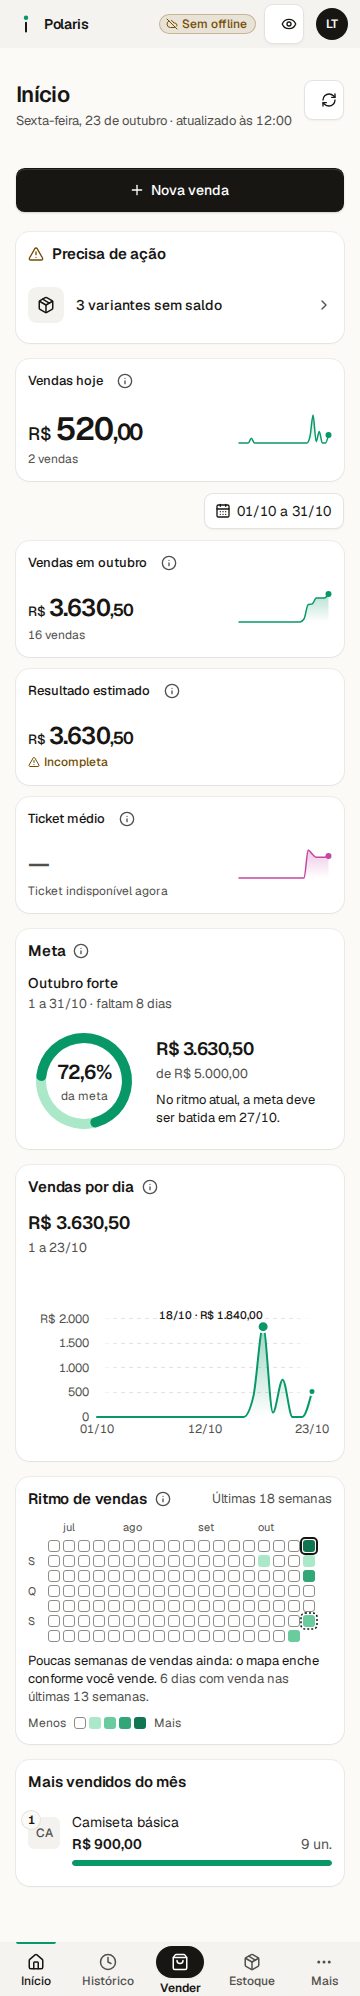 Polaris
Sem offline
LT
Início
Sexta-feira, 23 de outubro · atualizado às 12:00
Nova venda
Precisa de ação
3 variantes sem saldo
Vendas hoje
R$ 520,00
2 vendas
01/10 a 31/10
Vendas em outubro
R$ 3.630,50
16 vendas
Resultado estimado
R$ 3.630,50
Incompleta
Ticket médio
—
Ticket indisponível agora
Meta
Outubro forte
1 a 31/10 · faltam 8 dias
72,6%
da meta
R$ 3.630,50
de R$ 5.000,00
No ritmo atual, a meta deve
ser batida em 27/10.
Vendas por dia
R$ 3.630,50
1 a 23/10
18/10 · R$ 1.840,00
R$ 2.000
1.500
1.000
500
0
01/10 12/10 23/10
Ritmo de vendas
Últimas 18 semanas
jul ago set out
S
Q
S
Poucas semanas de vendas ainda: o mapa enche
conforme você vende. 6 dias com venda nas
últimas 13 semanas.
Menos Mais
Mais vendidos do mês
1
CA
Camiseta básica
R$ 900,00 9 un.
Início Histórico Vender Estoque Mais